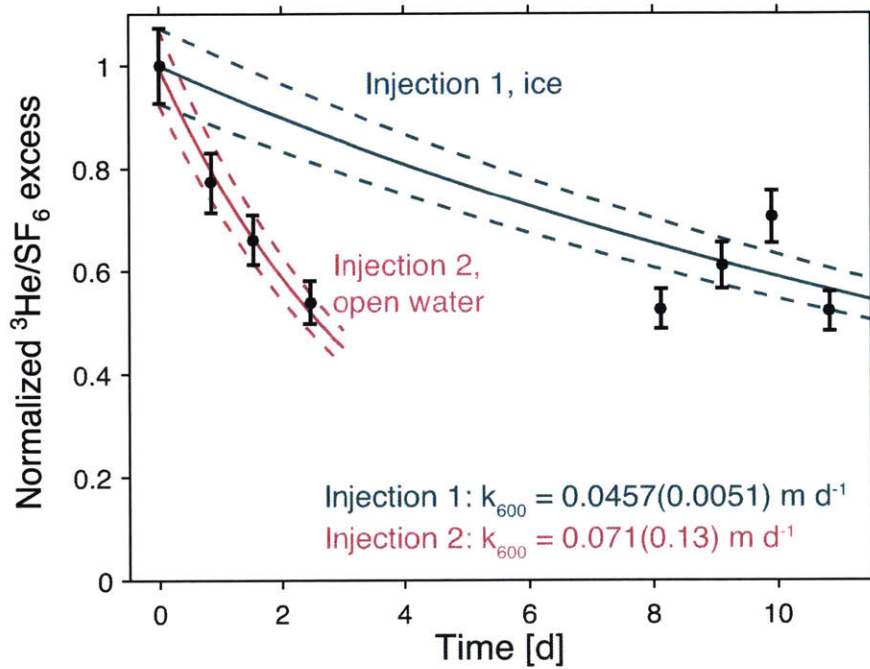 Normalized ³He/SF₆ excess
1
0.8
0.6
0.4
0.2
0
Injection 1, ice
Injection 2,
open water
Injection 1: k₆₀₀ = 0.0457(0.0051) m d⁻¹
Injection 2: k₆₀₀ = 0.071(0.13) m d⁻¹
0 2 4 6 8 10
Time [d]